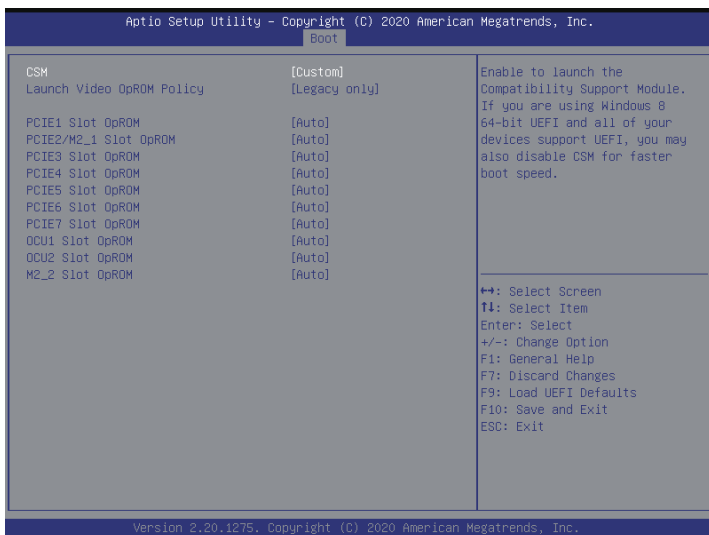 Aptio Setup Utility – Copyright (C) 2020 American Megatrends, Inc.
Boot
CSM [Custom]
Launch Video OpROM Policy [Legacy only]
PCIE1 Slot OpROM [Auto]
PCIE2/M2_1 Slot OpROM [Auto]
PCIE3 Slot OpROM [Auto]
PCIE4 Slot OpROM [Auto]
PCIE5 Slot OpROM [Auto]
PCIE6 Slot OpROM [Auto]
PCIE7 Slot OpROM [Auto]
OCU1 Slot OpROM [Auto]
OCU2 Slot OpROM [Auto]
M2_2 Slot OpROM [Auto]
Enable to launch the
Compatibility Support Module.
If you are using Windows 8
64-bit UEFI and all of your
devices support UEFI, you may
also disable CSM for faster
boot speed.
↔: Select Screen
↑↓: Select Item
Enter: Select
+/-: Change Option
F1: General Help
F7: Discard Changes
F9: Load UEFI Defaults
F10: Save and Exit
ESC: Exit
Version 2.20.1275. Copyright (C) 2020 American Megatrends, Inc.